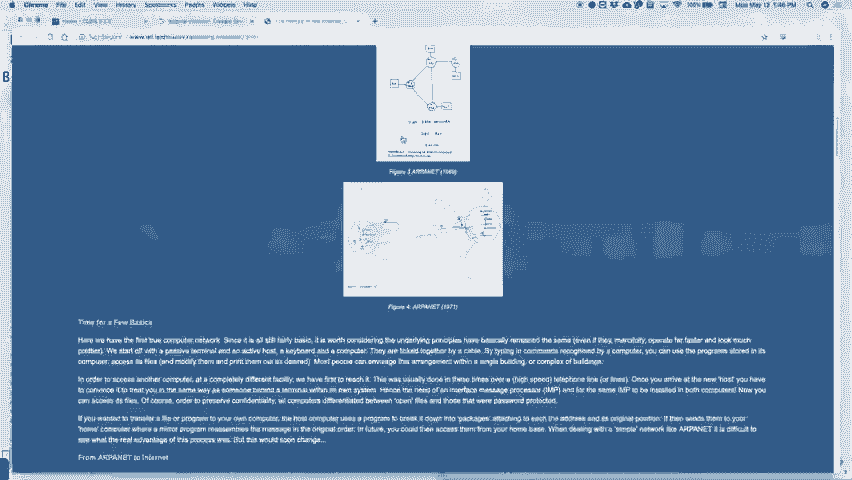 Chrome File Edit View History Bookmarks People Window Help
100%
Mon May 13 1:46 PM
Figure 3 ARPANET (1969)
Figure 4: ARPANET (1971)
Time for a Few Basics
Here we have the first true computer network. Since it is all still fairly basic, it is worth considering the underlying principles have basically remained the same (even if they, mercifully, operate far faster and look much
prettier). We start off with a passive terminal and an active host, a keyboard and a computer. They are linked together by a cable. By typing in commands recognised by a computer, you can use the programs stored in its
computer, access its files (and modify them and print them out as desired). Most people can envisage this arrangement within a single building, or complex of buildings.
In order to access another computer, at a completely different facility, we have first to reach it. This was usually done in these times over a (high speed) telephone line (or lines). Once you arrive at the new 'host' you have
to convince it to treat you in the same way as someone turning a terminal within its own system. Hence the need of an interface message processor (IMP) and for the same IMP to be installed in both computers! Now you
can access its files. Of course, order to preserve confidentiality, all computers differentiated between 'open' files and those that were password protected.
If you wanted to transfer a file or program to your own computer, the host computer uses a program to break it down into 'packages' attaching to each the address and its original position. It then sends them to your
'home' computer where a mirror program reassembles the message in the original order. In future, you could then access them from your home base. When dealing with a 'simple' network like ARPANET it is difficult to
see what the real advantage of this process was. But this would soon change...
From ARPANET to Internet